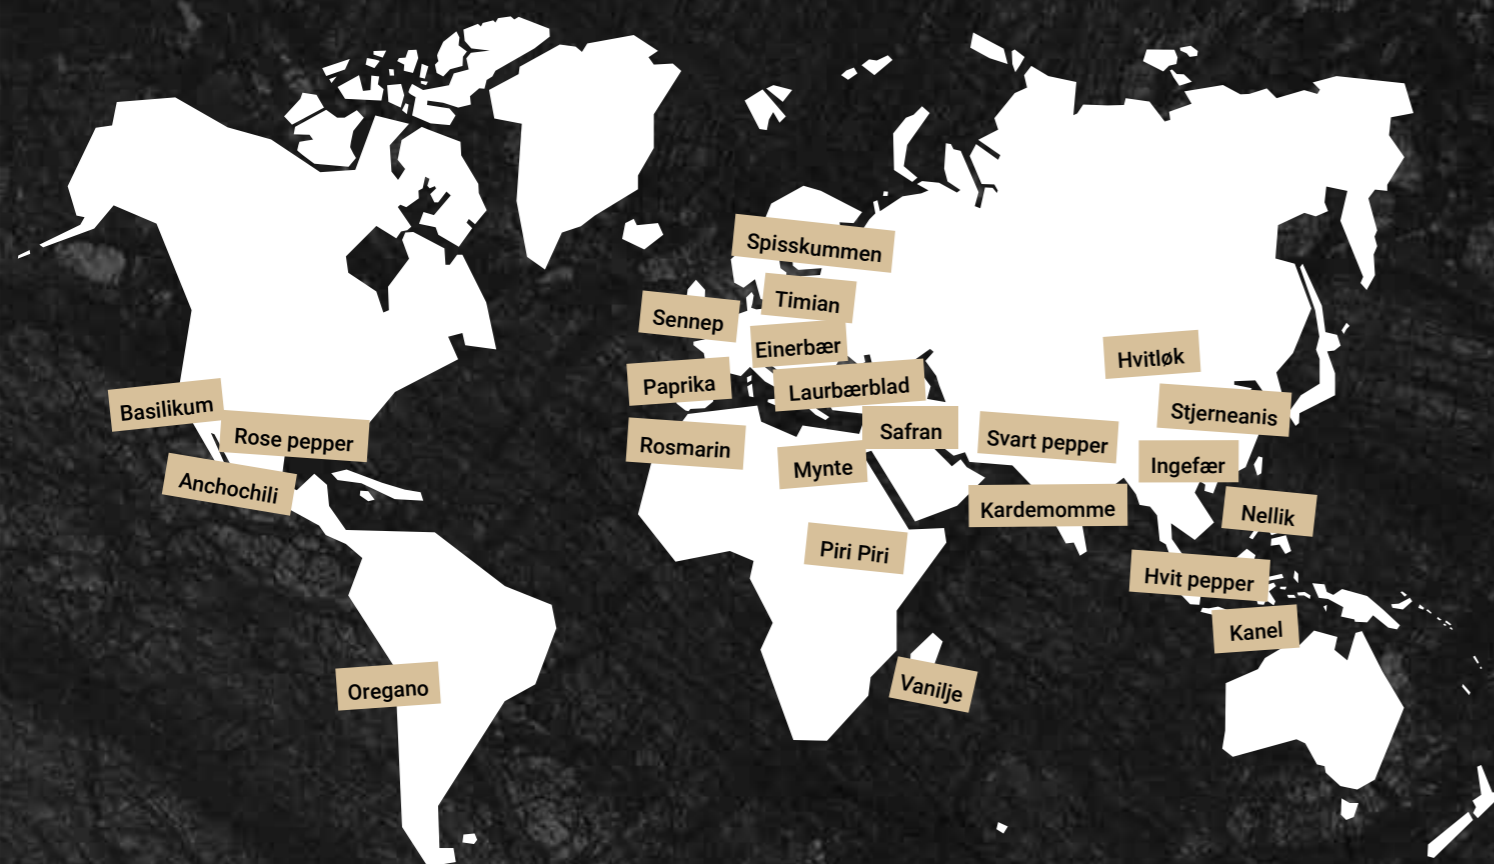 Spisskummen
Timian
Sennep
Einerbær
Hvitløk
Paprika
Laurbærblad
Basilikum
Stjerneanis
Rose pepper
Rosmarin
Safran
Svart pepper
Mynte
Ingefær
Anchochili
Kardemomme
Nellik
Piri Piri
Hvit pepper
Kanel
Oregano
Vanilje